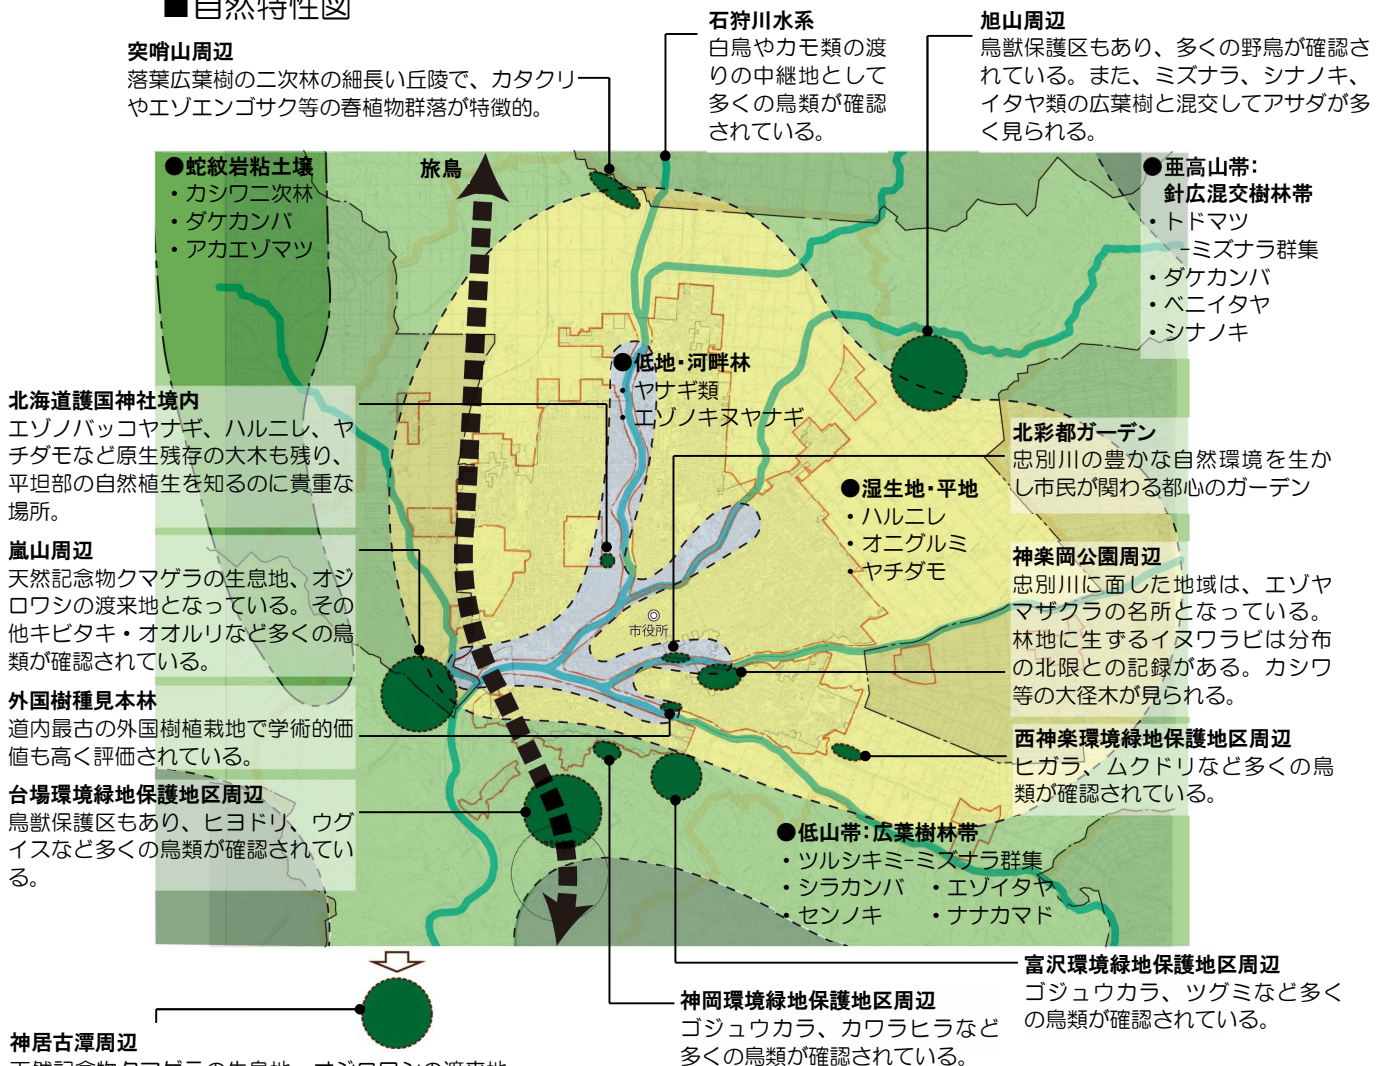 ■自然特性図
突哨山周辺
落葉広葉樹の二次林の細長い丘陵で、カタクリ
やエゾエンゴサク等の春植物群落が特徴的。
石狩川水系
白鳥やカモ類の渡
りの中継地として
多くの鳥類が確認
されている。
旭山周辺
鳥獣保護区もあり、多くの野鳥が確認さ
れている。また、ミズナラ、シナノキ、
イタヤ類の広葉樹と混交してアサダが多
く見られる。
●蛇紋岩粘土壌
・カシワ二次林
・ダケカンバ
・アカエゾマツ
旅鳥
●亜高山帯:
針広混交樹林帯
・トドマツ
-ミズナラ群集
・ダケカンバ
・ベニイタヤ
・シナノキ
●低地・河畔林
・ヤナギ類
・エゾノキヌヤナギ
北海道護国神社境内
エゾノバッコヤナギ、ハルニレ、ヤ
チダモなど原生残存の大木も残り、
平坦部の自然植生を知るのに貴重な
場所。
北彩都ガーデン
忠別川の豊かな自然環境を生か
し市民が関わる都心のガーデン
●湿生地・平地
・ハルニレ
・オニグルミ
・ヤチダモ
嵐山周辺
天然記念物クマゲラの生息地、オジ
ロワシの渡来地となっている。その
他キビタキ・オオルリなど多くの鳥
類が確認されている。
神楽岡公園周辺
忠別川に面した地域は、エゾヤ
マザクラの名所となっている。
林地に生ずるイヌワラビは分布
の北限との記録がある。カシワ
等の大径木が見られる。
市役所
外国樹種見本林
道内最古の外国樹植栽地で学術的価
値も高く評価されている。
西神楽環境緑地保護地区周辺
ヒガラ、ムクドリなど多くの鳥
類が確認されている。
台場環境緑地保護地区周辺
鳥獣保護区もあり、ヒヨドリ、ウグ
イスなど多くの鳥類が確認されてい
る。
●低山帯:広葉樹林帯
・ツルシキミ-ミズナラ群集
・シラカンバ ・エゾイタヤ
・センノキ ・ナナカマド
富沢環境緑地保護地区周辺
ゴジュウカラ、ツグミなど多く
の鳥類が確認されている。
神岡環境緑地保護地区周辺
ゴジュウカラ、カワラヒラなど
多くの鳥類が確認されている。
神居古潭周辺
天然記念物クマゲラの生息地、オジロワシの渡来地